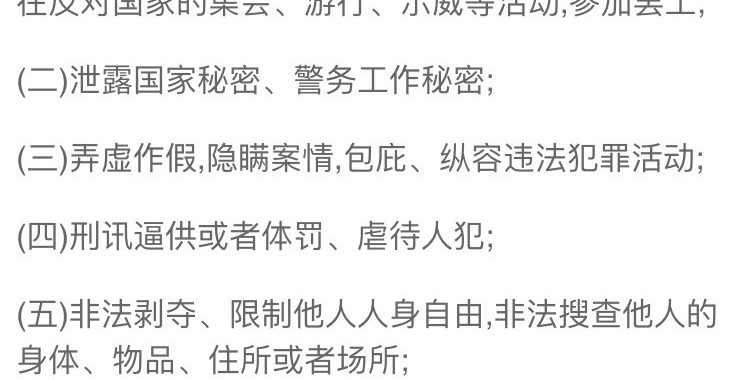 在反对国家的集会、游行、示威等活动,参加罢工;
(二)泄露国家秘密、警务工作秘密;
(三)弄虚作假,隐瞒案情,包庇、纵容违法犯罪活动;
(四)刑讯逼供或者体罚、虐待人犯;
(五)非法剥夺、限制他人人身自由,非法搜查他人的
身体、物品、住所或者场所;